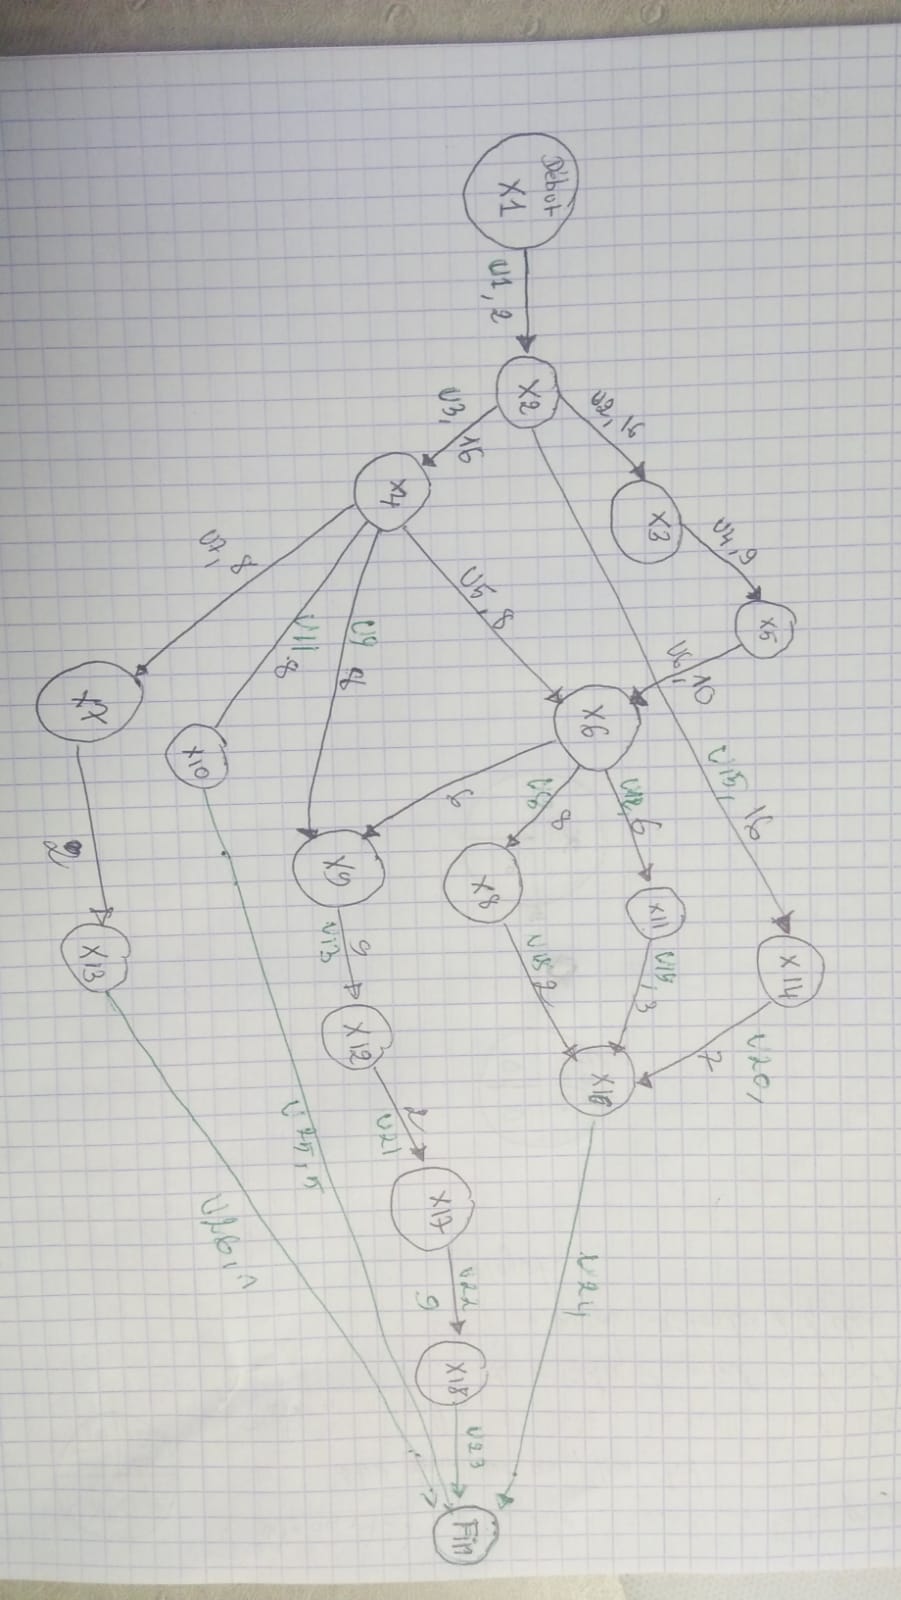 X5
X14
U20,
U4,9
U15, 16
7
U6,10
X3
X11
U19, 3
U12,6
U2,16
X6
X16
U24
Début
X1
X2
U1, 2
8
U8
U18 2
U5, 8
X8
U3, 16
6
X17
U22
9
X18
U23
Fin
X4
2
U21
U9 8
X9
9
U13
X12
U11 8
U25,5
U7,8
X10
U26,
X7
2
X13